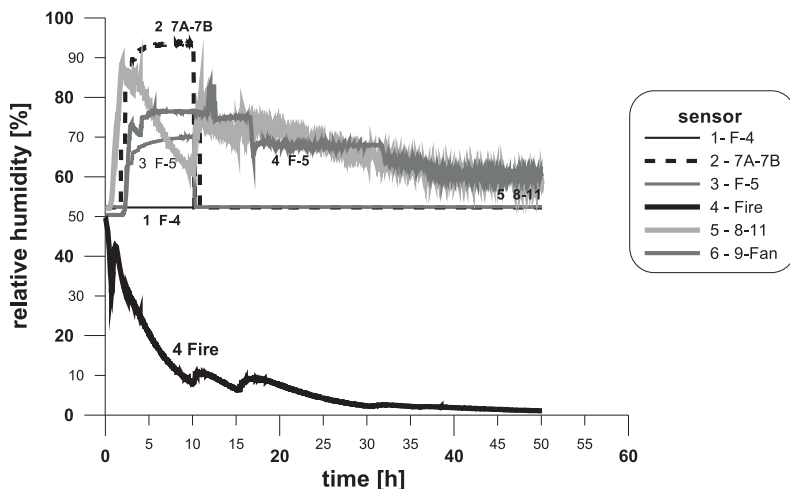 relative humidity [%]
100
90
80
70
60
50
40
30
20
10
0
2 7A-7B
3 F-5
4 F-5
5 8-11
1 F-4
4 Fire
0
5
10
15
20
25
30
35
40
45
50
55
60
time [h]
sensor
1- F-4
2 - 7A-7B
3 - F-5
4 - Fire
5 - 8-11
6 - 9-Fan